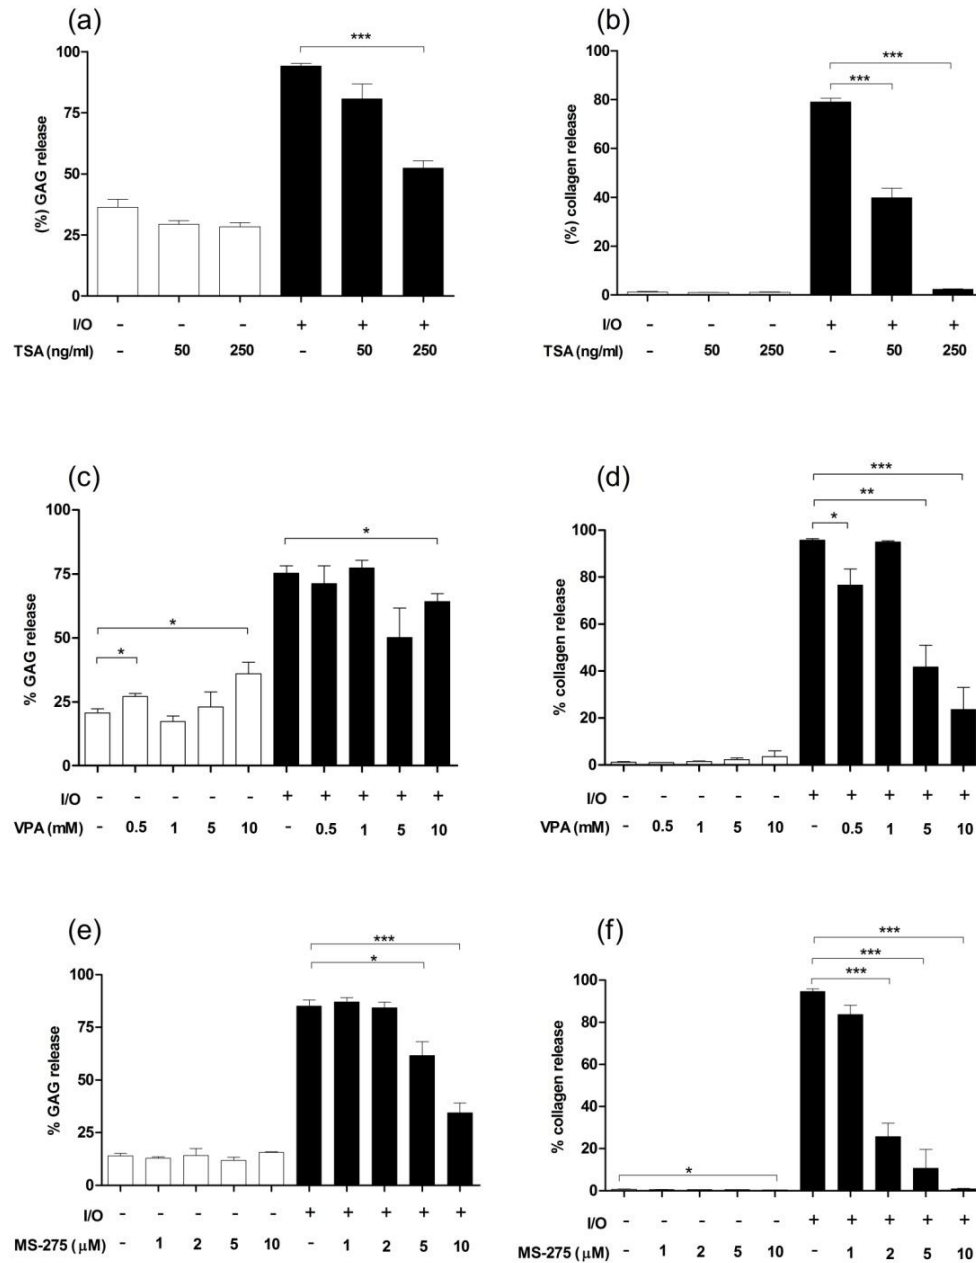 (a)
(%) GAG release
100
75
50
25
0
***
I/O - - - + + +
TSA (ng/ml) - 50 250 - 50 250
(b)
(%) collagen release
100
80
60
40
20
0
***
***
I/O - - - + + +
TSA (ng/ml) - 50 250 - 50 250
(c)
% GAG release
100
75
50
25
0
*
*
*
I/O - - - - - + + + + +
VPA (mM) - 0.5 1 5 10 - 0.5 1 5 10
(d)
% collagen release
100
80
60
40
20
0
***
**
*
I/O - - - - - + + + + +
VPA (mM) - 0.5 1 5 10 - 0.5 1 5 10
(e)
% GAG release
100
75
50
25
0
***
*
I/O - - - - - + + + + +
MS-275 (μM) - 1 2 5 10 - 1 2 5 10
(f)
% collagen release
100
80
60
40
20
0
***
***
***
*
I/O - - - - - + + + + +
MS-275 (μM) - 1 2 5 10 - 1 2 5 10